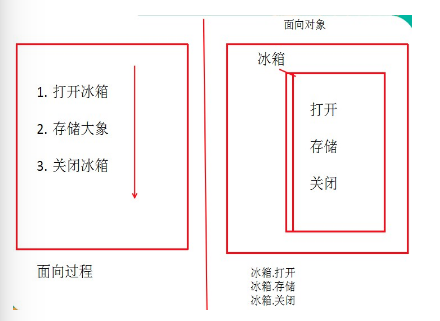 1. 打开冰箱
2. 存储大象
3. 关闭冰箱
面向过程
面向对象
冰箱
打开
存储
关闭
冰箱.打开
冰箱.存储
冰箱.关闭